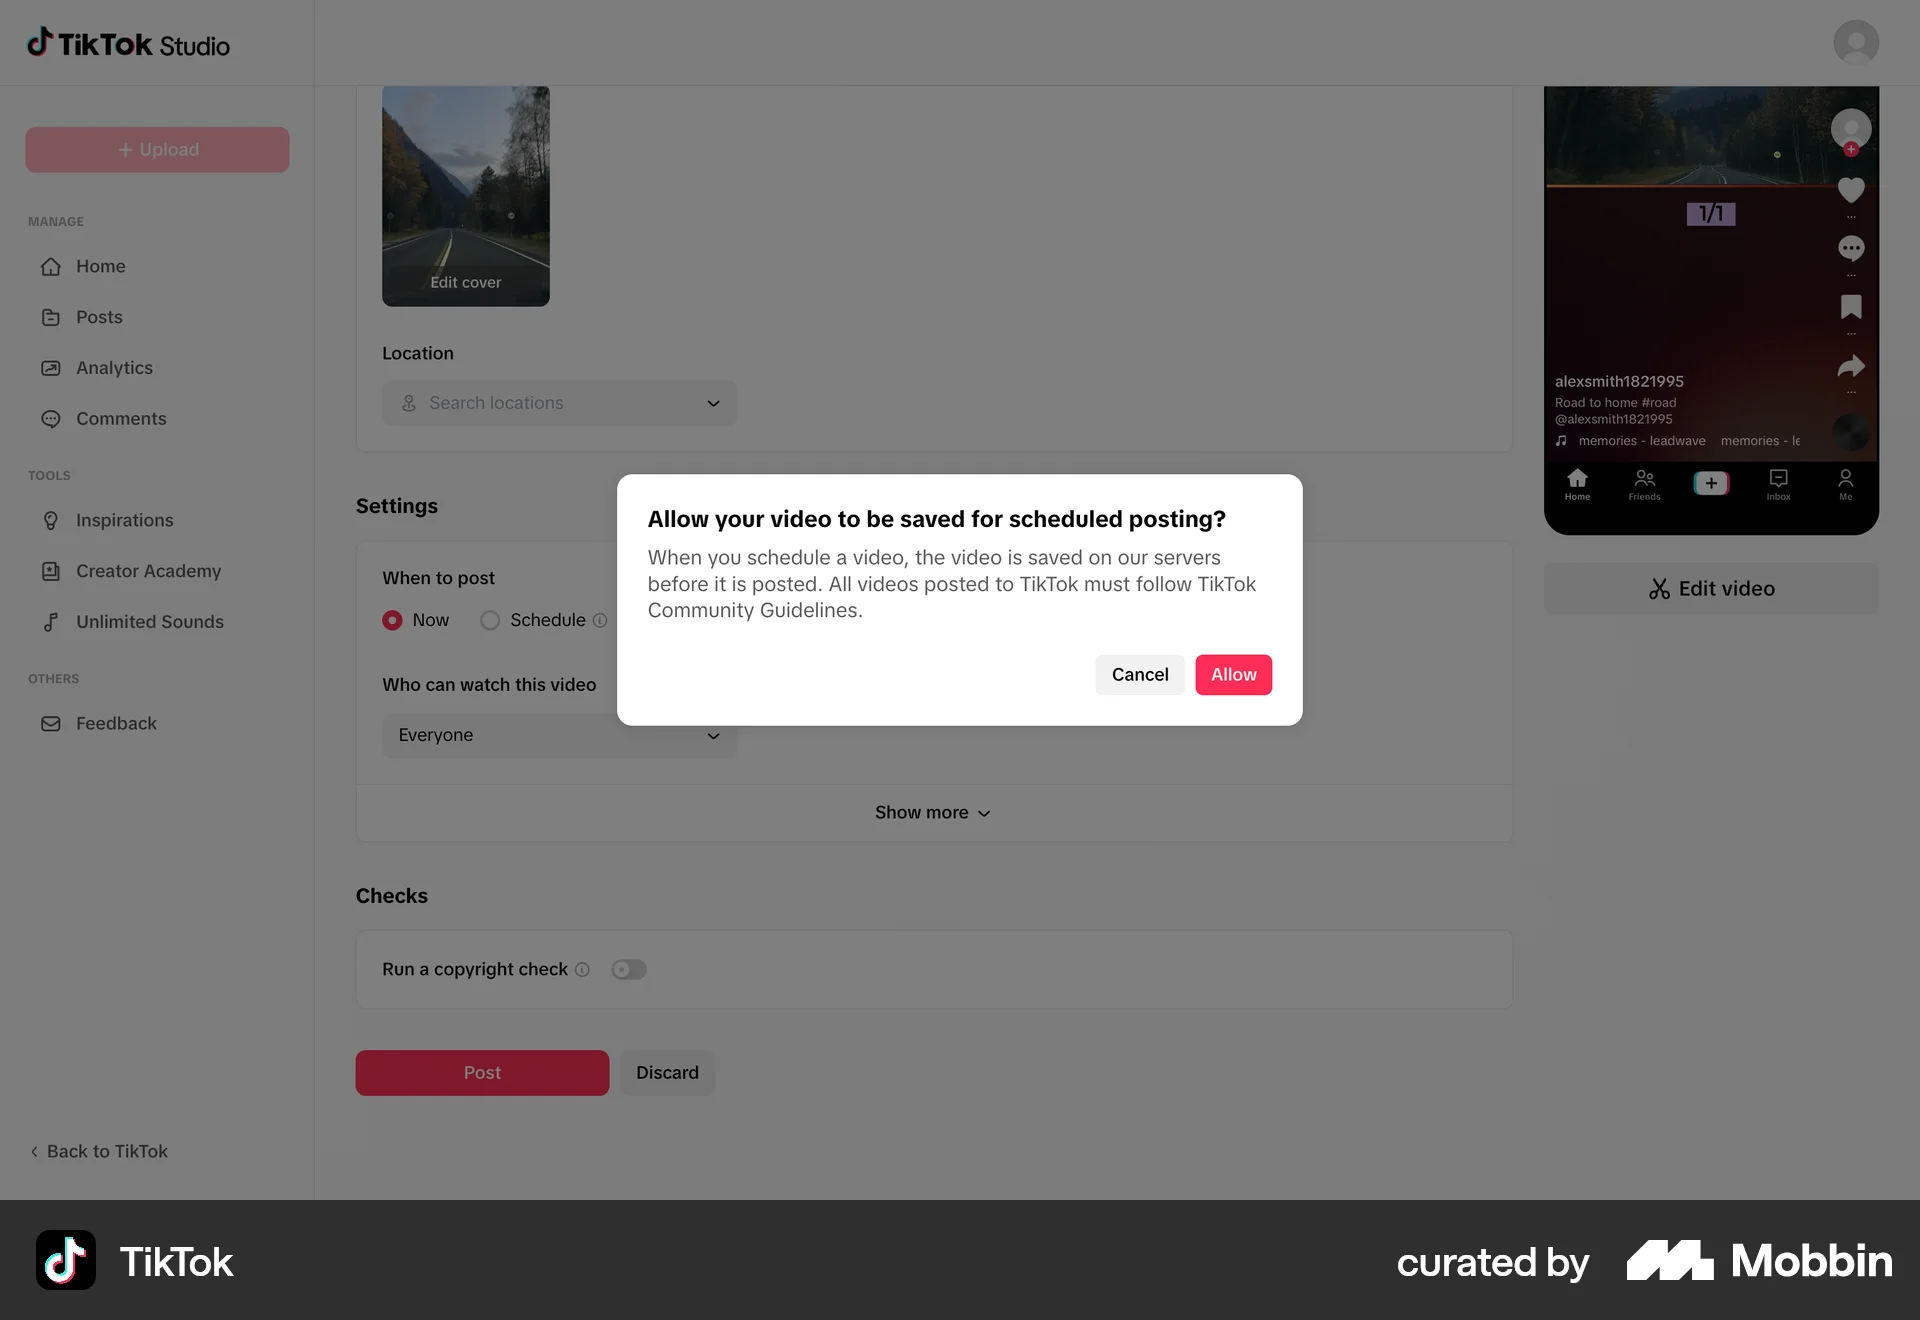 TikTok Studio
+ Upload
MANAGE
Home
Posts
Analytics
Comments
TOOLS
Inspirations
Creator Academy
Unlimited Sounds
OTHERS
Feedback
Back to TikTok
Edit cover
Location
Search locations
Settings
When to post
Now
Schedule
Who can watch this video
Everyone
Show more
Checks
Run a copyright check
Post
Discard
Allow your video to be saved for scheduled posting?
When you schedule a video, the video is saved on our servers
before it is posted. All videos posted to TikTok must follow TikTok
Community Guidelines.
Cancel
Allow
1/1
...
...
...
...
alexsmith1821995
Road to home #road
@alexsmith1821995
memories - leadwave memories - le
Home
Friends
Inbox
Me
Edit video
TikTok
curated by
Mobbin